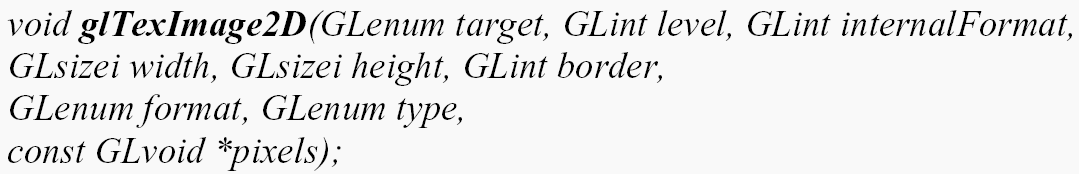 void glTexImage2D(GLenum target, GLint level, GLint internalFormat,
GLsizei width, GLsizei height, GLint border,
GLenum format, GLenum type,
const GLvoid *pixels);